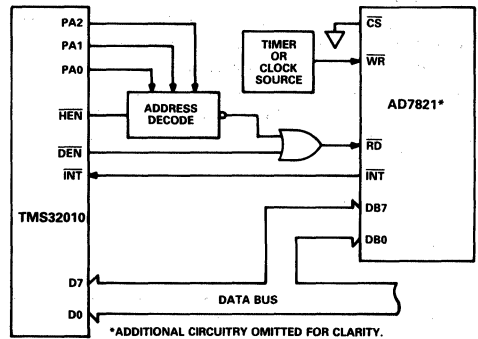 PA2
PA1
PA0
HEN
DEN
INT
TMS32010
D7
D0
ADDRESS
DECODE
TIMER
OR
CLOCK
SOURCE
CS
WR
AD7821*
RD
INT
DB7
DB0
DATA BUS
*ADDITIONAL CIRCUITRY OMITTED FOR CLARITY.